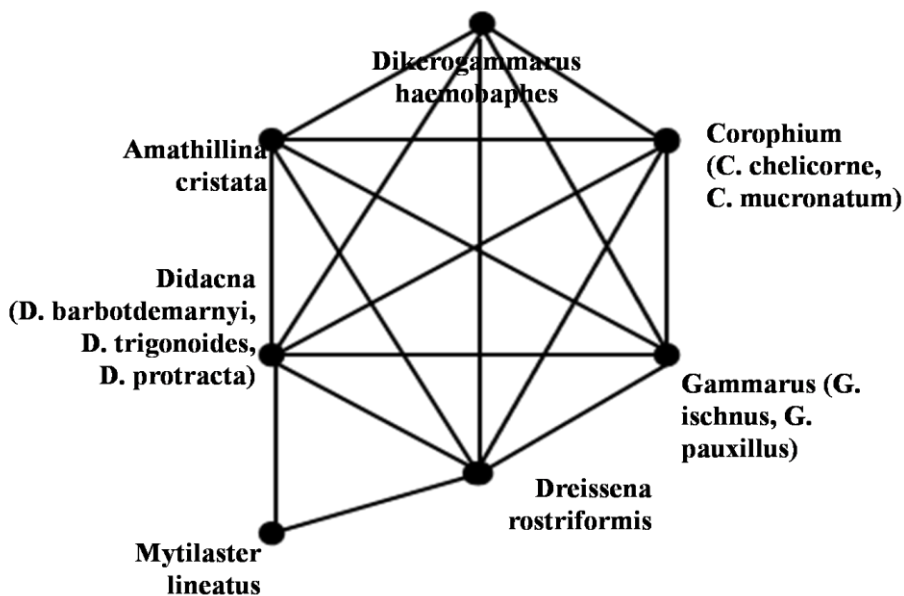 Dikerogammarus
haemobaphes
Amathillina
cristata
Corophium
(C. chelicorne,
C. mucronatum)
Didacna
(D. barbotdemarnyi,
D. trigonoides,
D. protracta)
Gammarus (G.
ischnus, G.
pauxillus)
Dreissena
rostriformis
Mytilaster
lineatus